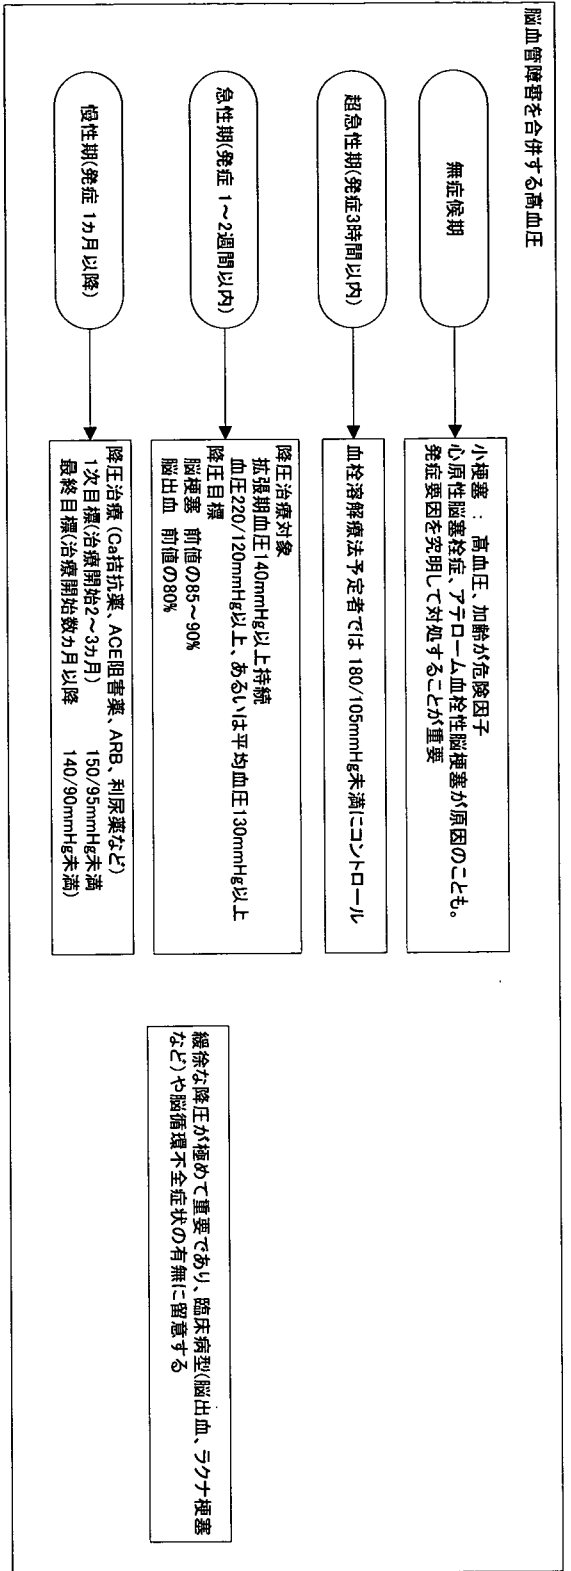 脳血管障害を合併する高血圧
無症候期
小梗塞 : 高血圧、加齢が危険因子
心原性脳塞栓症、アテローム血栓性脳梗塞が原因のことも。
発症要因を究明して対処することが重要
超急性期(発症3時間以内)
血栓溶解療法予定者では 180/105mmHg未満にコントロール
急性期(発症 1~2週間以内)
降圧治療対象
拡張期血圧140mmHg以上持続
血圧220/120mmHg以上、あるいは平均血圧130mmHg以上
降圧目標
脳梗塞 前値の85~90%
脳出血 前値の80%
緩徐な降圧が極めて重要であり、臨床病型(脳出血、ラクナ梗塞
など)や脳循環不全症状の有無に留意する
慢性期(発症 1ヵ月以降)
降圧治療 (Ca拮抗薬、ACE阻害薬、ARB、利尿薬など)
1次目標(治療開始2~3ヵ月) 150/95mmHg未満
最終目標(治療開始数ヵ月以降 140/90mmHg未満)